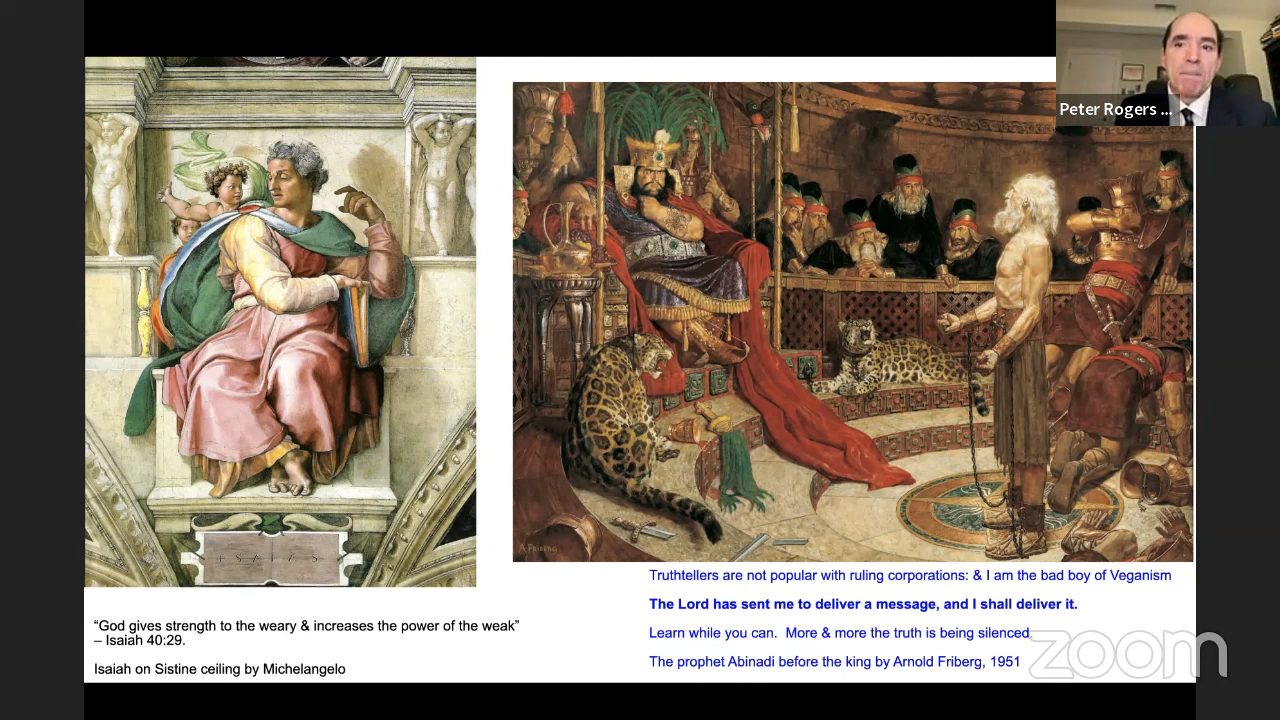 Peter Rogers ...
A. FRIBERG
Truthtellers are not popular with ruling corporations: & I am the bad boy of Veganism
The Lord has sent me to deliver a message, and I shall deliver it.
“God gives strength to the weary & increases the power of the weak”
– Isaiah 40:29.
Learn while you can. More & more the truth is being silenced.
Isaiah on Sistine ceiling by Michelangelo
The prophet Abinadi before the king by Arnold Friberg, 1951
zoom